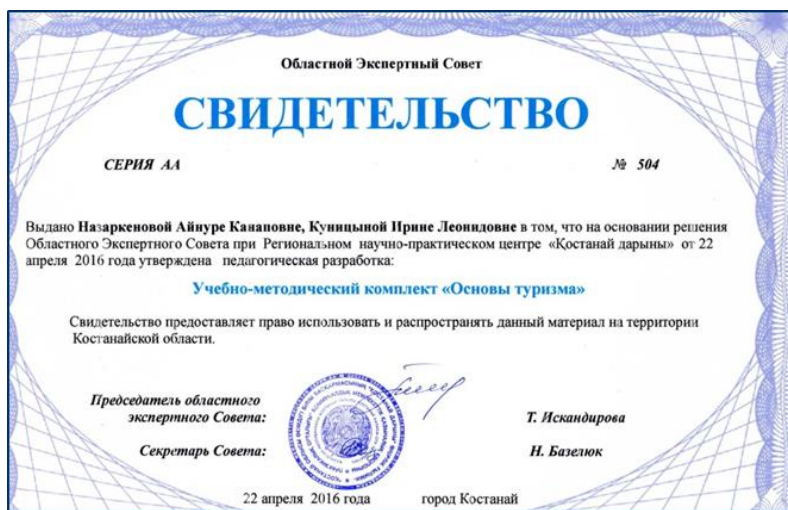 Областной Экспертный Совет
СВИДЕТЕЛЬСТВО
СЕРИЯ АА № 504
Выдано Назаркеновой Айнуре Канаповне, Куницыной Ирине Леонидовне в том, что на основании решения
Областного Экспертного Совета при Региональном научно-практическом центре «Қостанай дарыны» от 22
апреля 2016 года утверждена педагогическая разработка:
Учебно-методический комплект «Основы туризма»
Свидетельство предоставляет право использовать и распространять данный материал на территории
Костанайской области.
Председатель областного
экспертного Совета: Т. Искандирова
Секретарь Совета: Н. Базелюк
22 апреля 2016 года город Костанай